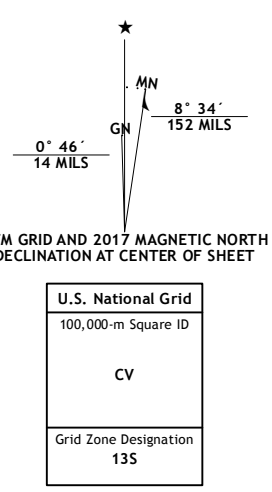 ★
MN
GN
8° 34´
152 MILS
0° 46´
14 MILS
M GRID AND 2017 MAGNETIC NORTH
DECLINATION AT CENTER OF SHEET
U.S. National Grid
100,000-m Square ID
CV
Grid Zone Designation
13S